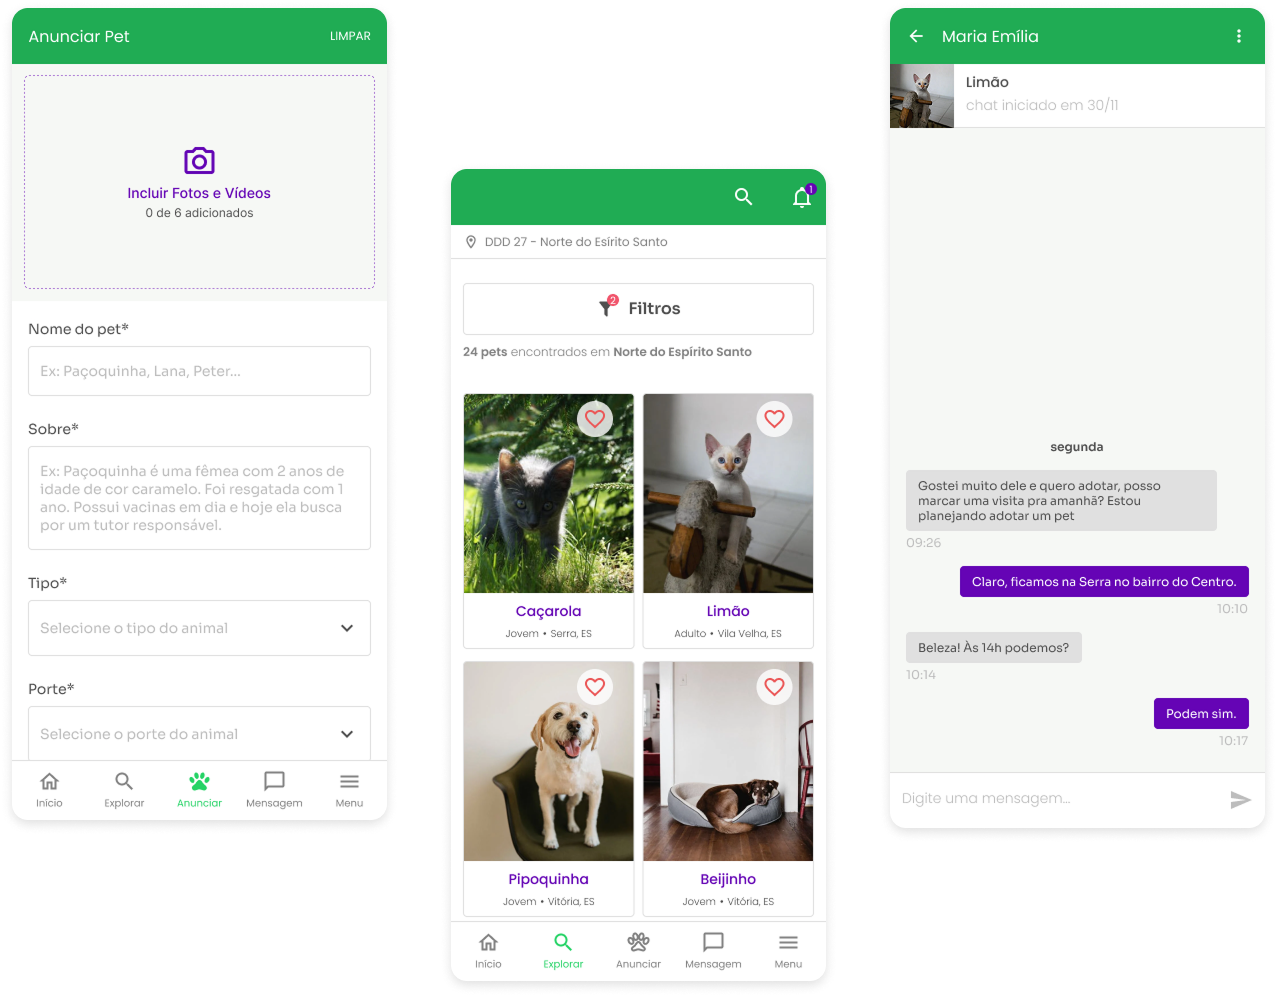 Anunciar Pet
LIMPAR
Incluir Fotos e Vídeos
0 de 6 adicionados
Nome do pet*
Ex: Paçoquinha, Lana, Peter...
Sobre*
Ex: Paçoquinha é uma fêmea com 2 anos de
idade de cor caramelo. Foi resgatada com 1
ano. Possui vacinas em dia e hoje ela busca
por um tutor responsável.
Tipo*
Selecione o tipo do animal
Porte*
Selecione o porte do animal
Início
Explorar
Anunciar
Mensagem
Menu
1
DDD 27 - Norte do Esírito Santo
2
Filtros
24 pets encontrados em Norte do Espírito Santo
Caçarola
Jovem • Serra, ES
Limão
Adulto • Vila Velha, ES
Pipoquinha
Jovem • Vitória, ES
Beijinho
Jovem • Vitória, ES
Início
Explorar
Anunciar
Mensagem
Menu
Maria Emília
Limão
chat iniciado em 30/11
segunda
Gostei muito dele e quero adotar, posso
marcar uma visita pra amanhã? Estou
planejando adotar um pet
09:26
Claro, ficamos na Serra no bairro do Centro.
10:10
Beleza! Às 14h podemos?
10:14
Podem sim.
10:17
Digite uma mensagem...